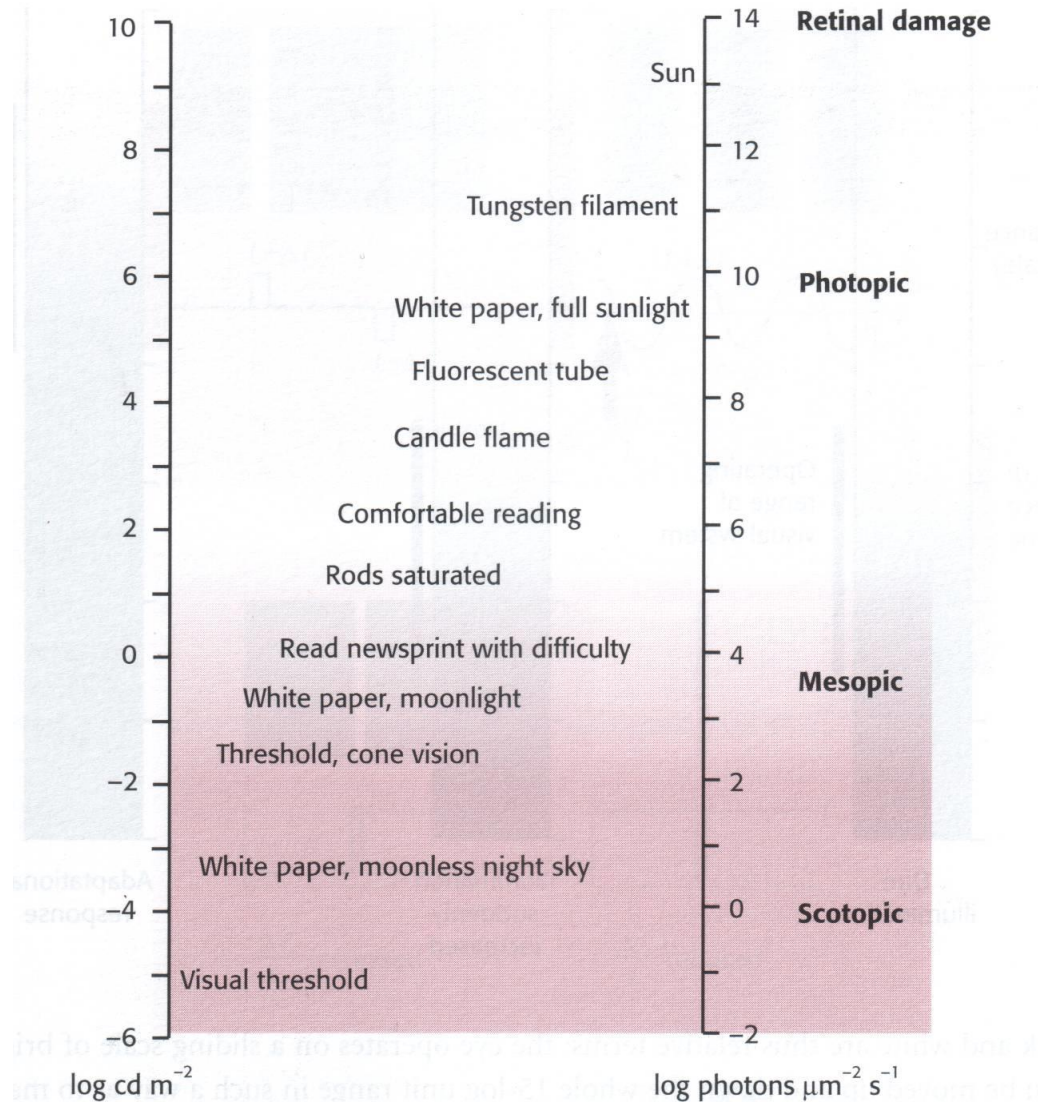 10
8
6
4
2
0
–2
–4
–6
log cd m⁻²
14
12
10
8
6
4
2
0
–2
log photons μm⁻² s⁻¹
Retinal damage
Sun
Tungsten filament
Photopic
White paper, full sunlight
Fluorescent tube
Candle flame
Comfortable reading
Rods saturated
Read newsprint with difficulty
Mesopic
White paper, moonlight
Threshold, cone vision
White paper, moonless night sky
Scotopic
Visual threshold